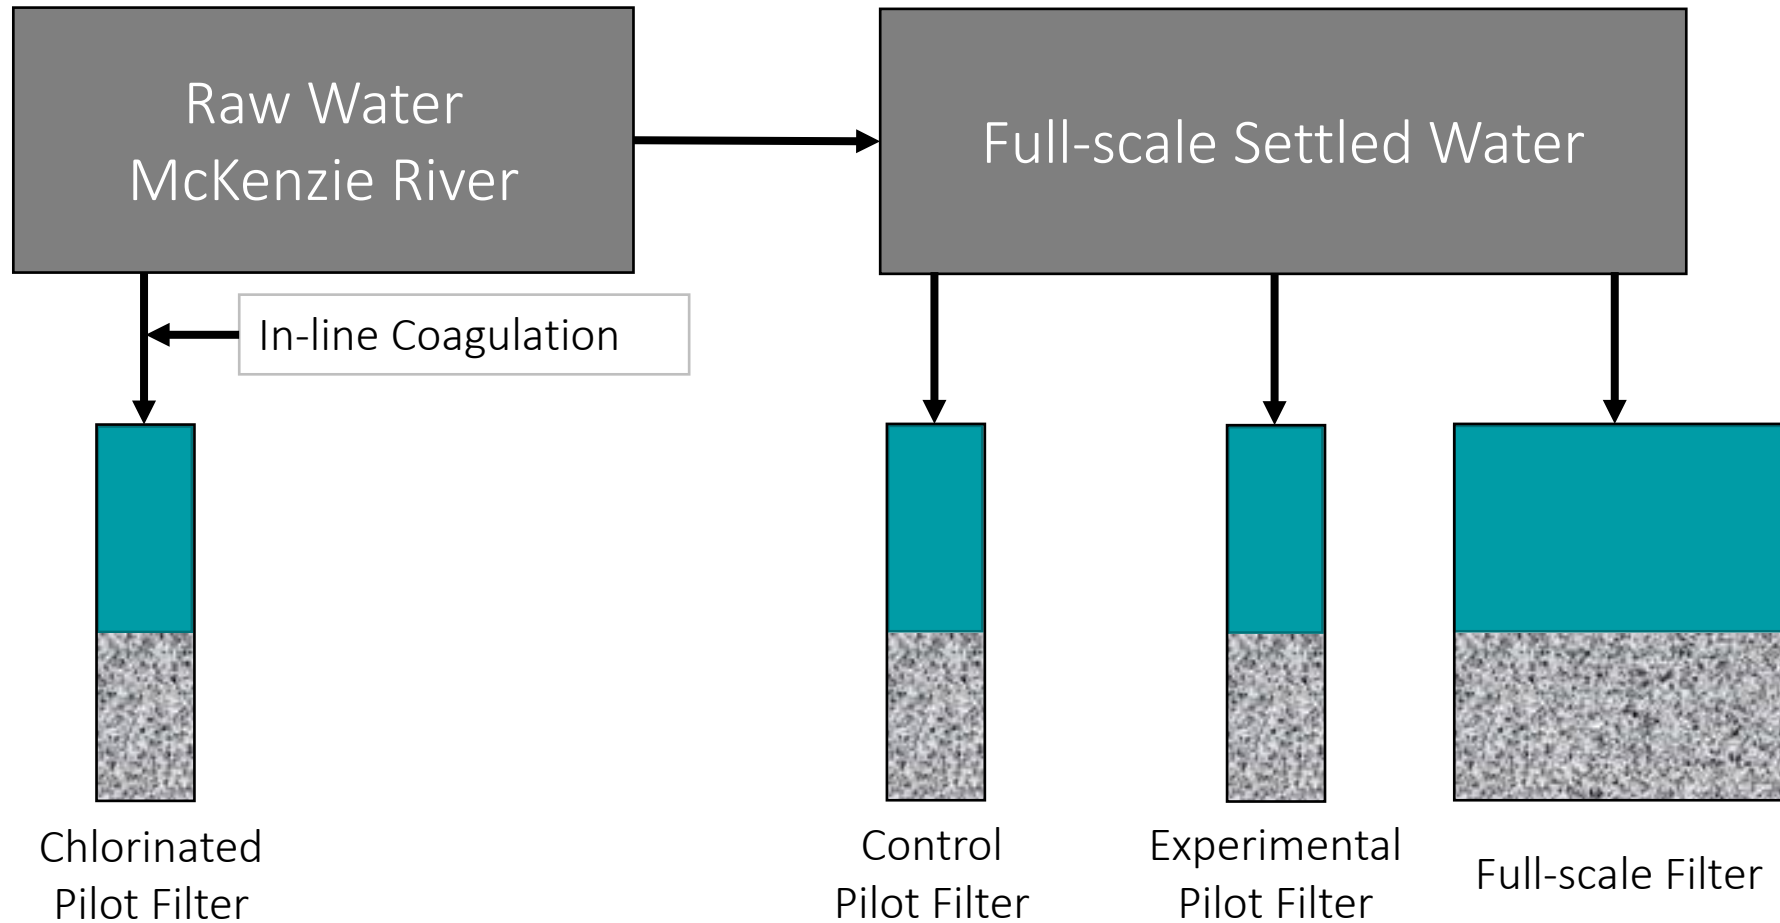 Raw Water
McKenzie River
Full-scale Settled Water
In-line Coagulation
Chlorinated
Pilot Filter
Control
Pilot Filter
Experimental
Pilot Filter
Full-scale Filter